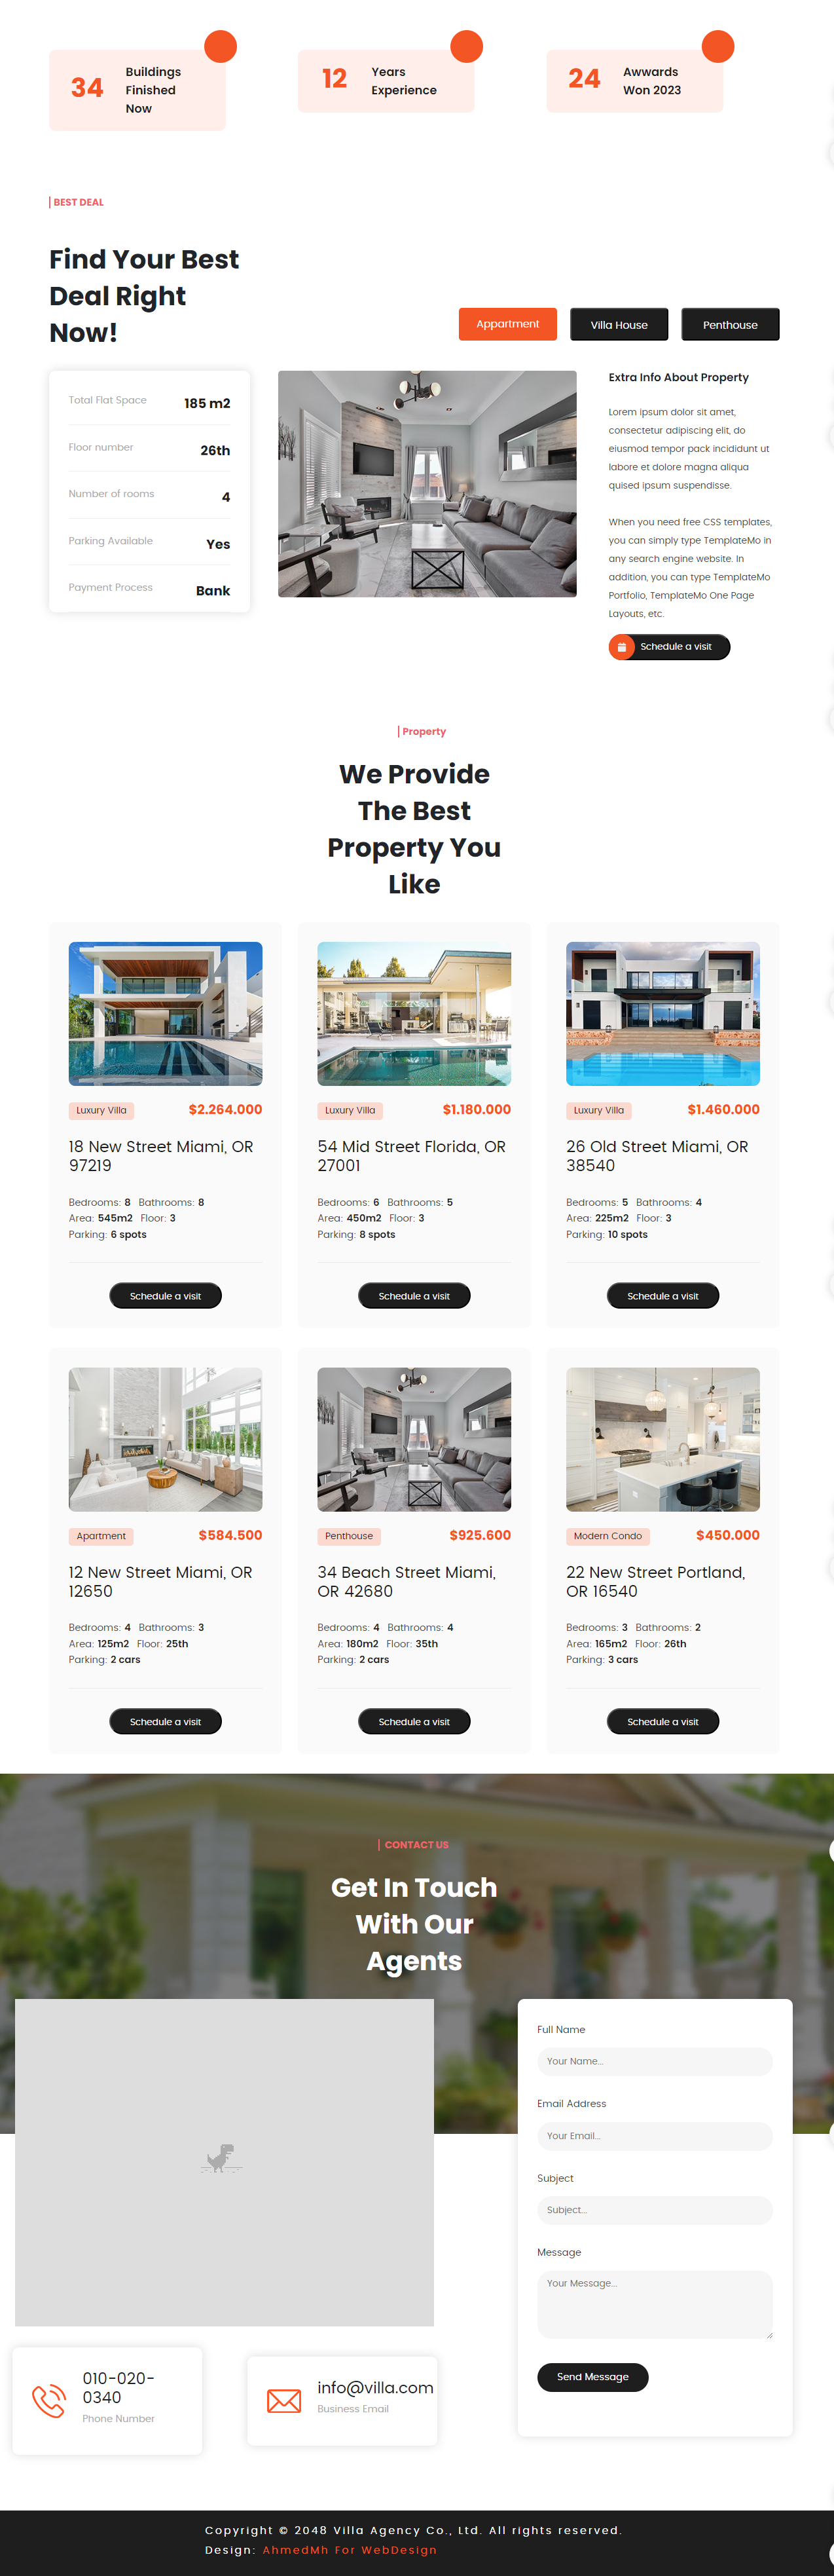 34
Buildings
Finished
Now
12
Years
Experience
24
Awwards
Won 2023
| BEST DEAL
Find Your Best
Deal Right
Now!
Appartment
Villa House
Penthouse
Total Flat Space 185 m2
Floor number 26th
Number of rooms 4
Parking Available Yes
Payment Process Bank
Extra Info About Property
Lorem ipsum dolor sit amet,
consectetur adipiscing elit, do
eiusmod tempor pack incididunt ut
labore et dolore magna aliqua
quised ipsum suspendisse.
When you need free CSS templates,
you can simply type TemplateMo in
any search engine website. In
addition, you can type TemplateMo
Portfolio, TemplateMo One Page
Layouts, etc.
Schedule a visit
| Property
We Provide
The Best
Property You
Like
Luxury Villa $2.264.000
18 New Street Miami, OR
97219
Bedrooms: 8 Bathrooms: 8
Area: 545m2 Floor: 3
Parking: 6 spots
Schedule a visit
Luxury Villa $1.180.000
54 Mid Street Florida, OR
27001
Bedrooms: 6 Bathrooms: 5
Area: 450m2 Floor: 3
Parking: 8 spots
Schedule a visit
Luxury Villa $1.460.000
26 Old Street Miami, OR
38540
Bedrooms: 5 Bathrooms: 4
Area: 225m2 Floor: 3
Parking: 10 spots
Schedule a visit
Apartment $584.500
12 New Street Miami, OR
12650
Bedrooms: 4 Bathrooms: 3
Area: 125m2 Floor: 25th
Parking: 2 cars
Schedule a visit
Penthouse $925.600
34 Beach Street Miami,
OR 42680
Bedrooms: 4 Bathrooms: 4
Area: 180m2 Floor: 35th
Parking: 2 cars
Schedule a visit
Modern Condo $450.000
22 New Street Portland,
OR 16540
Bedrooms: 3 Bathrooms: 2
Area: 165m2 Floor: 26th
Parking: 3 cars
Schedule a visit
| CONTACT US
Get In Touch
With Our
Agents
Full Name
Your Name...
Email Address
Your Email...
Subject
Subject...
Message
Your Message...
Send Message
010-020-
0340
Phone Number
info@villa.com
Business Email
Copyright © 2048 Villa Agency Co., Ltd. All rights reserved.
Design: AhmedMh For WebDesign